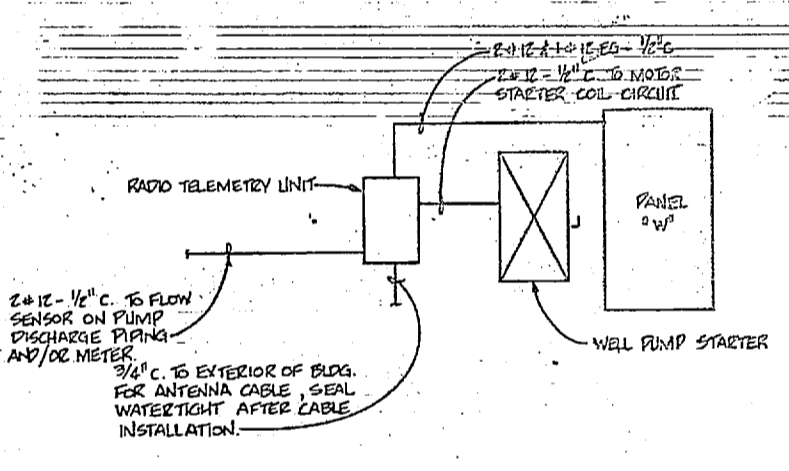 2#12 & 1#12 EG - 1/2" C
2#12 - 1/2" C. TO MOTOR
STARTER COIL CIRCUIT
RADIO TELEMETRY UNIT
PANEL
"W"
2#12 - 1/2" C. TO FLOW
SENSOR ON PUMP
DISCHARGE PIPING
AND/OR METER.
WELL PUMP STARTER
3/4" C. TO EXTERIOR OF BLDG.
FOR ANTENNA CABLE, SEAL
WATERTIGHT AFTER CABLE
INSTALLATION.